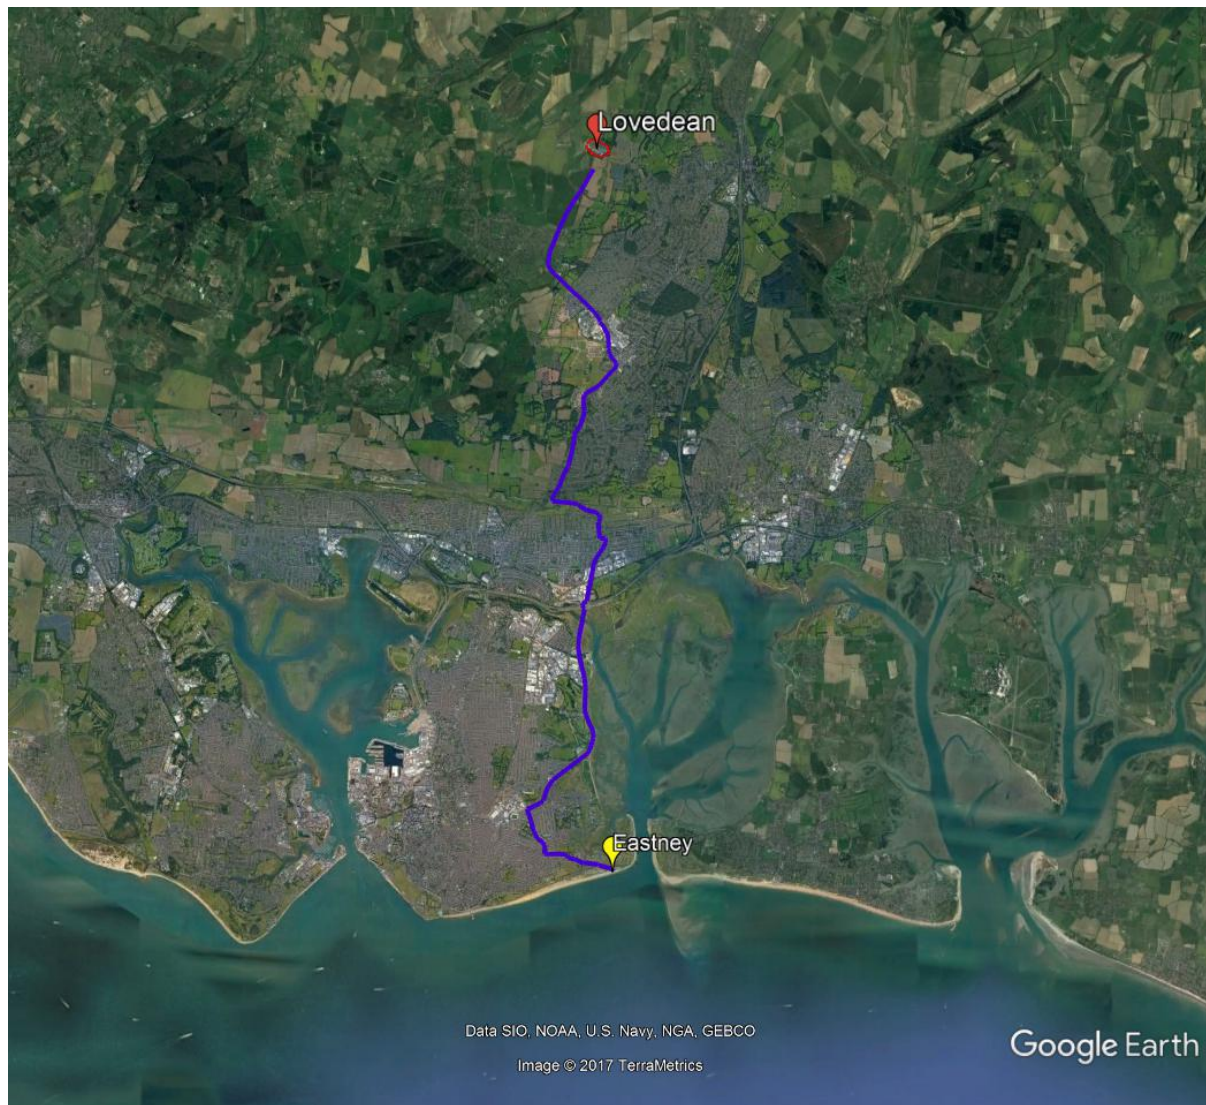 Lovedean
Eastney
Data SIO, NOAA, U.S. Navy, NGA, GEBCO
Image © 2017 TerraMetrics
Google Earth